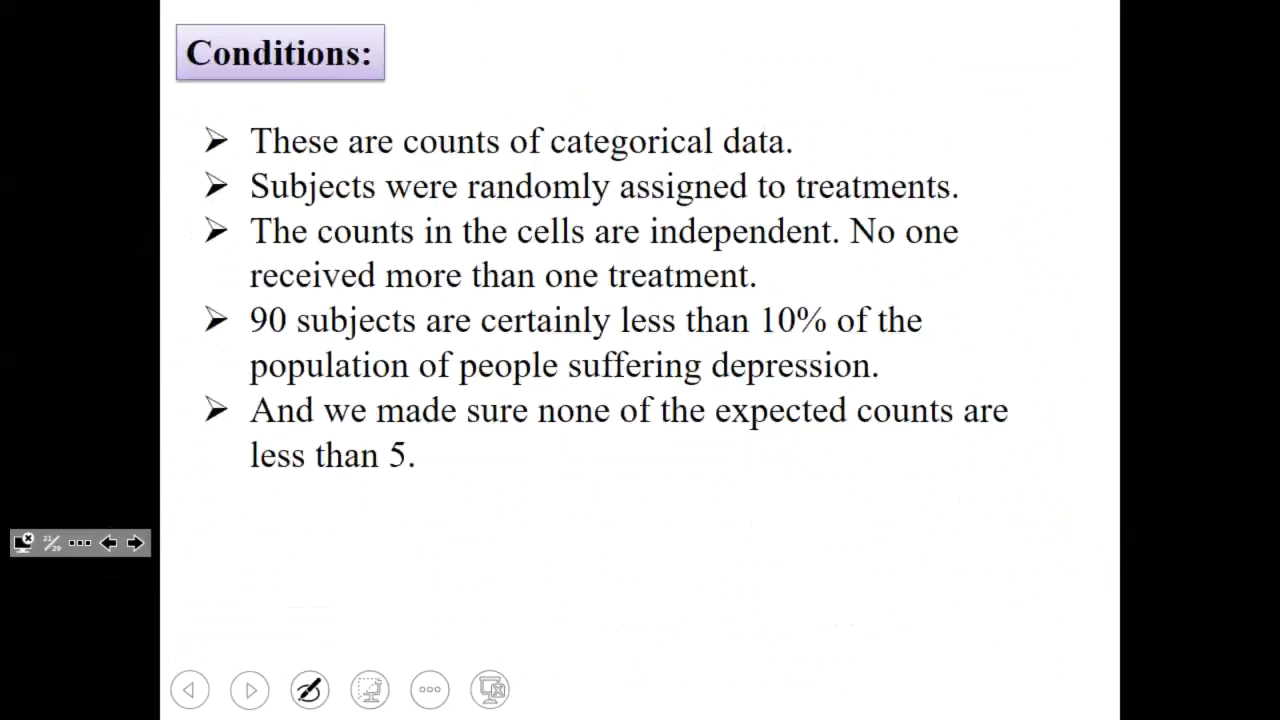 Conditions:
These are counts of categorical data.
Subjects were randomly assigned to treatments.
The counts in the cells are independent. No one
received more than one treatment.
90 subjects are certainly less than 10% of the
population of people suffering depression.
And we made sure none of the expected counts are
less than 5.
21/29